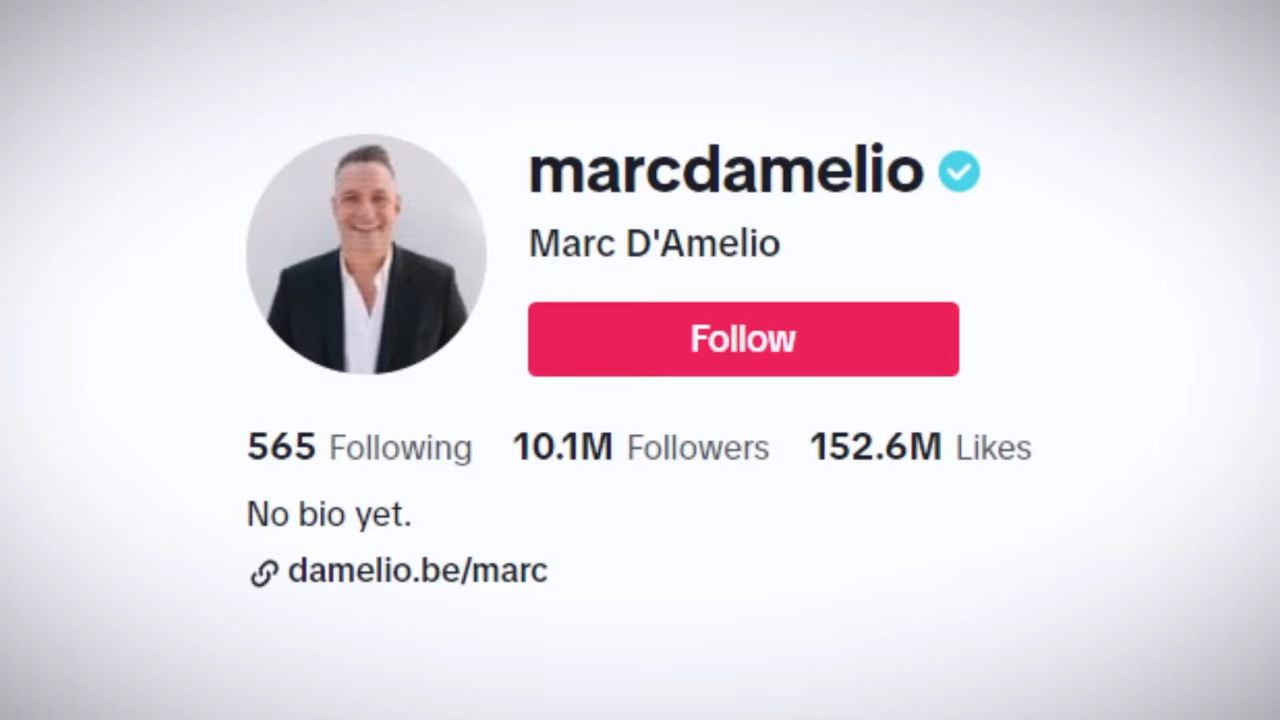 marcdamelio
Marc D'Amelio
Follow
565 Following 10.1M Followers 152.6M Likes
No bio yet.
damelio.be/marc